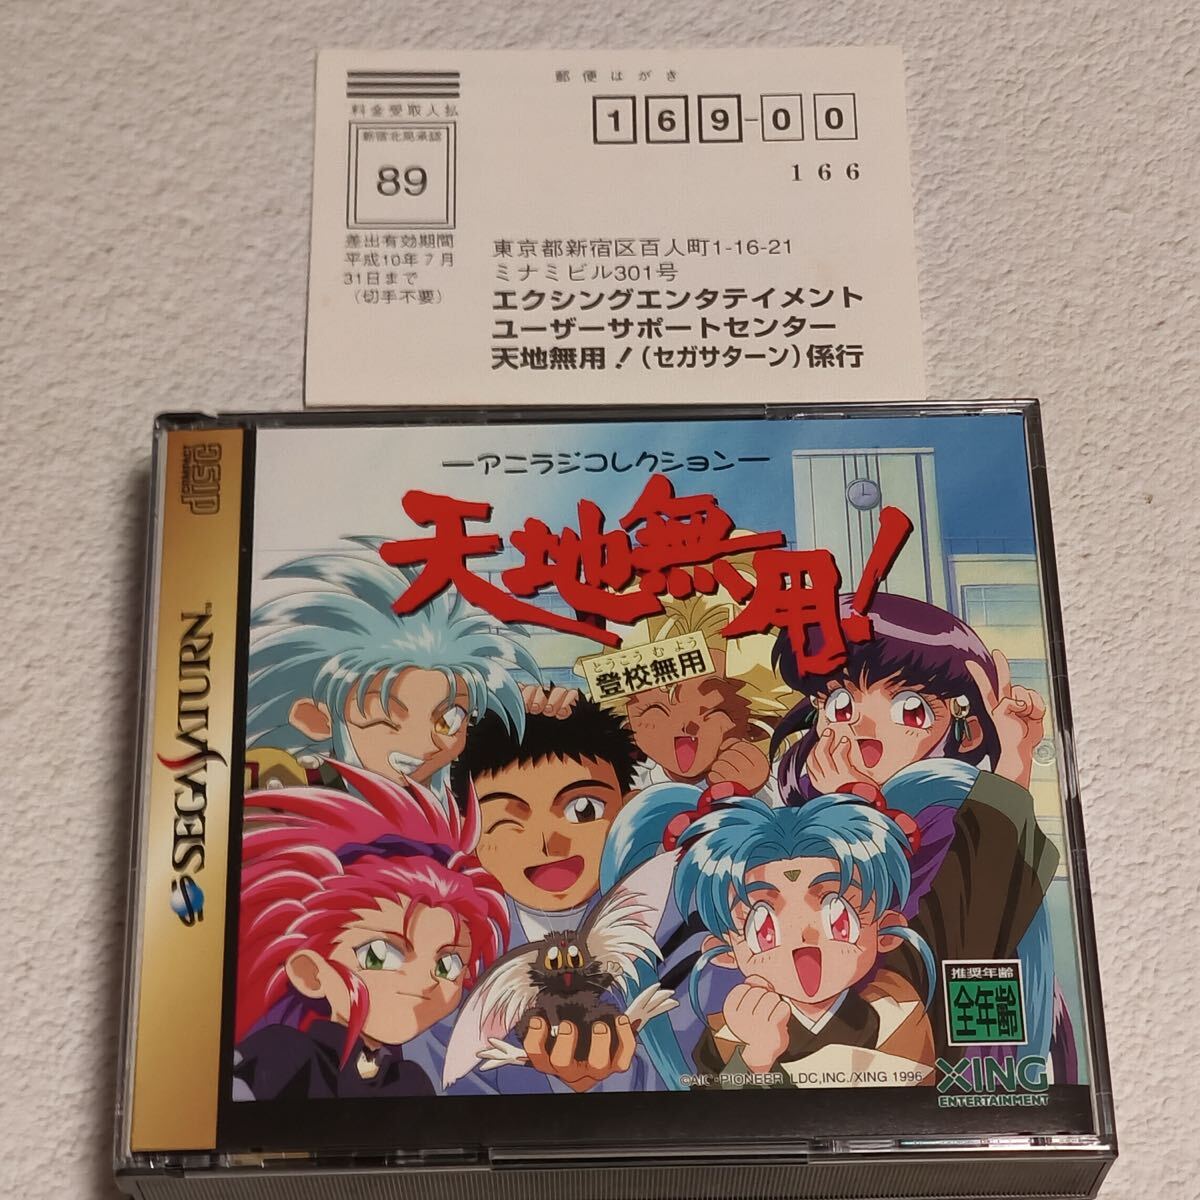 郵便はがき
料金受取人払
新宿北局承認
89
差出有効期間
平成10年7月
31日まで
(切手不要)
169-00
166
東京都新宿区百人町1-16-21
ミナミビル301号
エクシングエンタテイメント
ユーザーサポートセンター
天地無用!(セガサターン)係行
COMPACT
disc
SEGA SATURN™
ーアニラジコレクションー
天地無用!
とうこうむよう
登校無用
推奨年齢
全年齢
©AIC・PIONEER LDC,INC./XING 1996
XING
ENTERTAINMENT